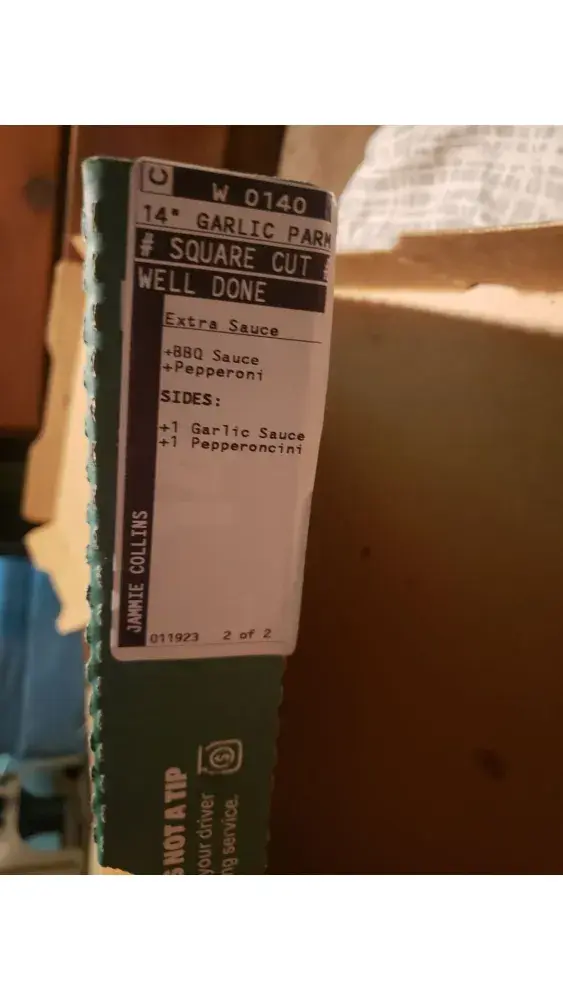 C W 0140
14" GARLIC PARM
* SQUARE CUT *
WELL DONE
Extra Sauce
+BBQ Sauce
+Pepperoni
SIDES:
+1 Garlic Sauce
+1 Pepperoncini
JAMMIE COLLINS
011923 2 of 2
S NOT A TIP
your driver
ng service.